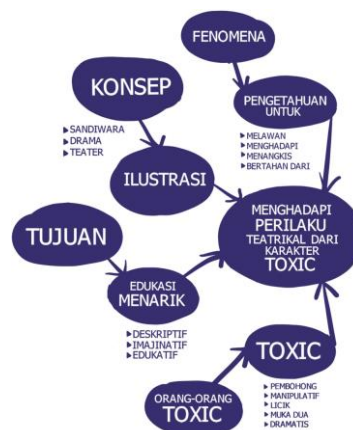 FENOMENA
KONSEP
PENGETAHUAN
UNTUK
SANDIWARA
DRAMA
TEATER
MELAWAN
MENGHADAPI
MENANGKIS
BERTAHAN DARI
ILUSTRASI
MENGHADAPI
PERILAKU
TEATRIKAL DARI
KARAKTER
TOXIC
TUJUAN
EDUKASI
MENARIK
DESKRIPTIF
IMAJINATIF
EDUKATIF
TOXIC
ORANG-ORANG
TOXIC
PEMBOHONG
MANIPULATIF
LICIK
MUKA DUA
DRAMATIS